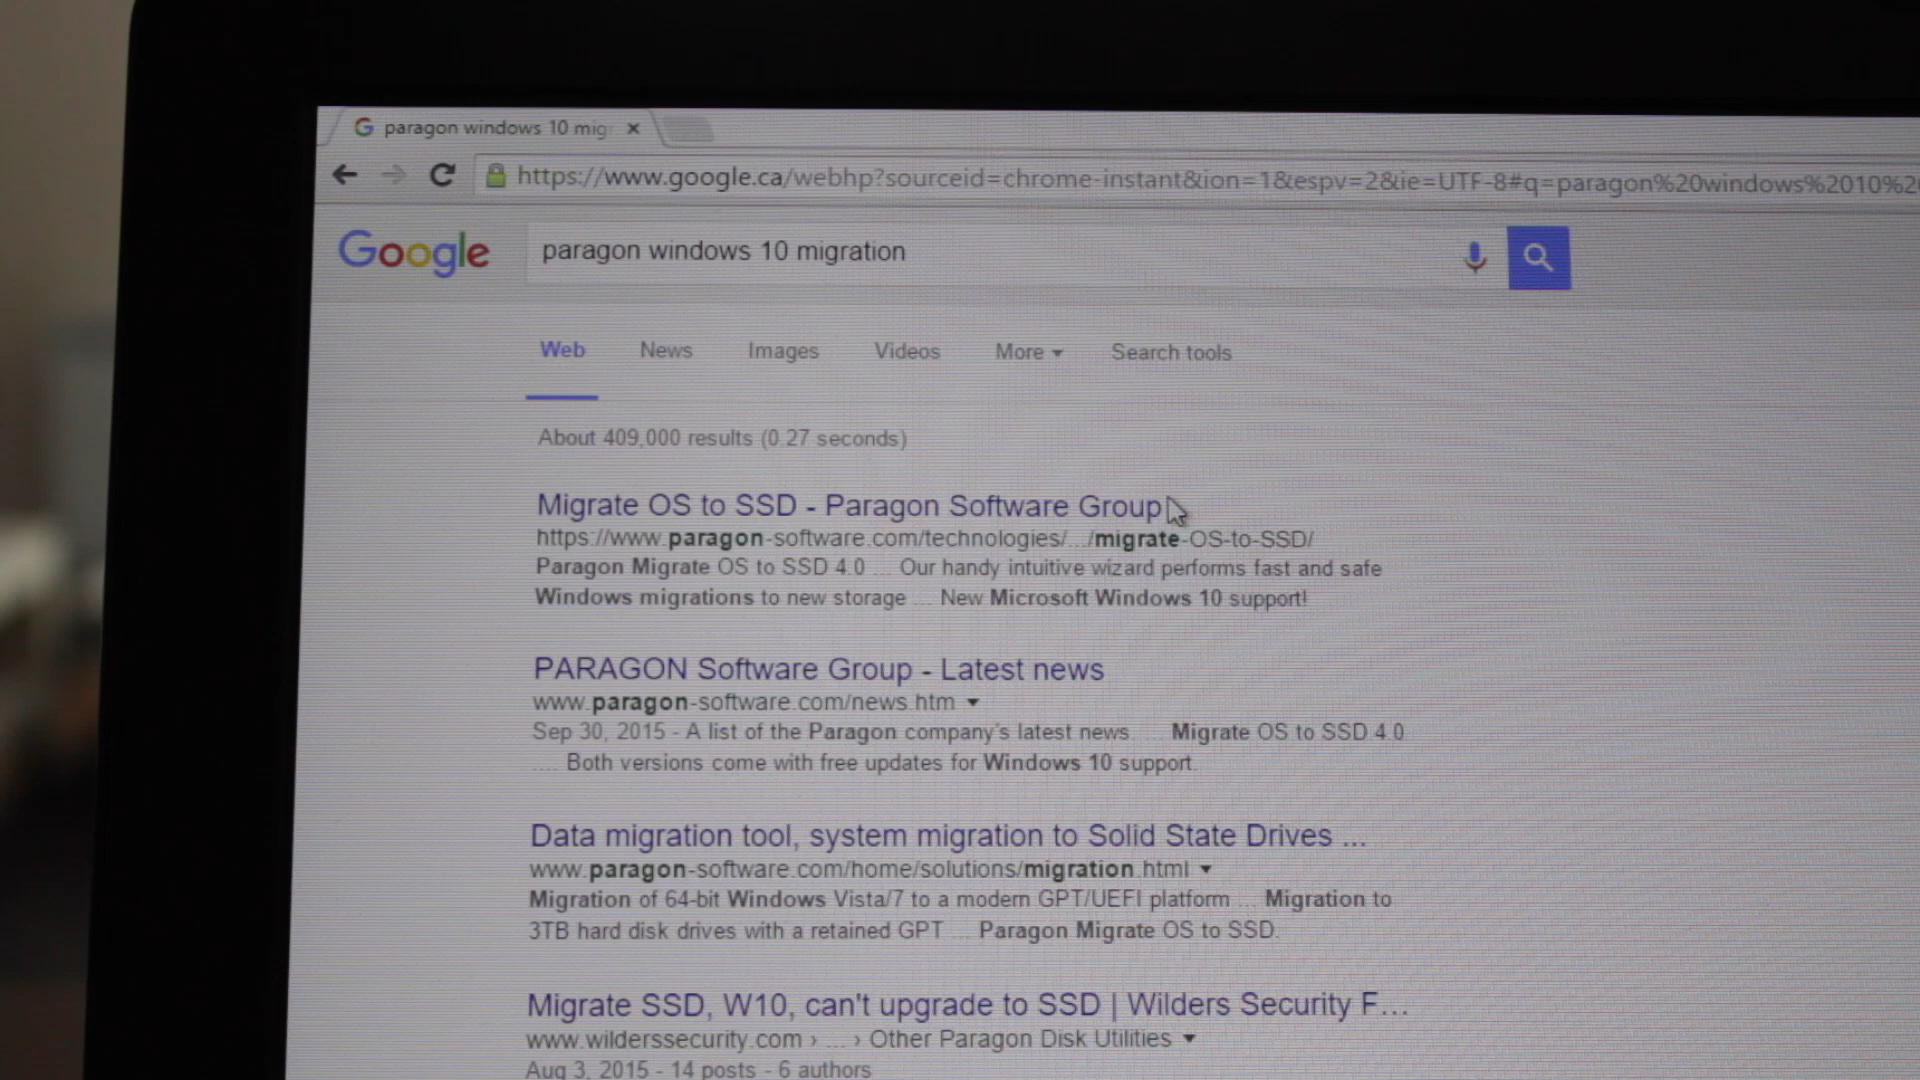 paragon windows 10 mig
https://www.google.ca/webhp?sourceid=chrome-instant&ion=1&espv=2&ie=UTF-8#q=paragon%20windows%2010%20
Google
paragon windows 10 migration
Web News Images Videos More Search tools
About 409,000 results (0.27 seconds)
Migrate OS to SSD - Paragon Software Group
https://www.paragon-software.com/technologies/.../migrate-OS-to-SSD/
Paragon Migrate OS to SSD 4.0 ... Our handy intuitive wizard performs fast and safe
Windows migrations to new storage ... New Microsoft Windows 10 support!
PARAGON Software Group - Latest news
www.paragon-software.com/news.htm
Sep 30, 2015 - A list of the Paragon company's latest news ... Migrate OS to SSD 4.0
.... Both versions come with free updates for Windows 10 support.
Data migration tool, system migration to Solid State Drives ...
www.paragon-software.com/home/solutions/migration.html
Migration of 64-bit Windows Vista/7 to a modern GPT/UEFI platform ... Migration to
3TB hard disk drives with a retained GPT ... Paragon Migrate OS to SSD.
Migrate SSD, W10, can't upgrade to SSD | Wilders Security F...
www.wilderssecurity.com › ... › Other Paragon Disk Utilities
Aug 3, 2015 - 14 posts - 6 authors